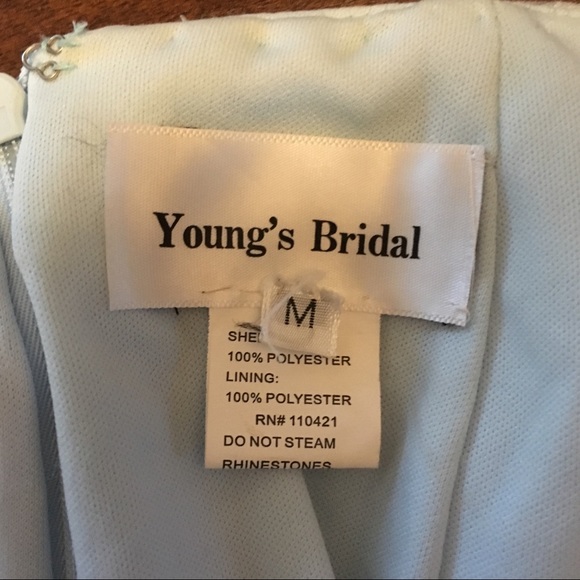 Young's Bridal
M
100% POLYESTER
LINING:
100% POLYESTER
RN# 110421
DO NOT STEAM
RHINESTONES